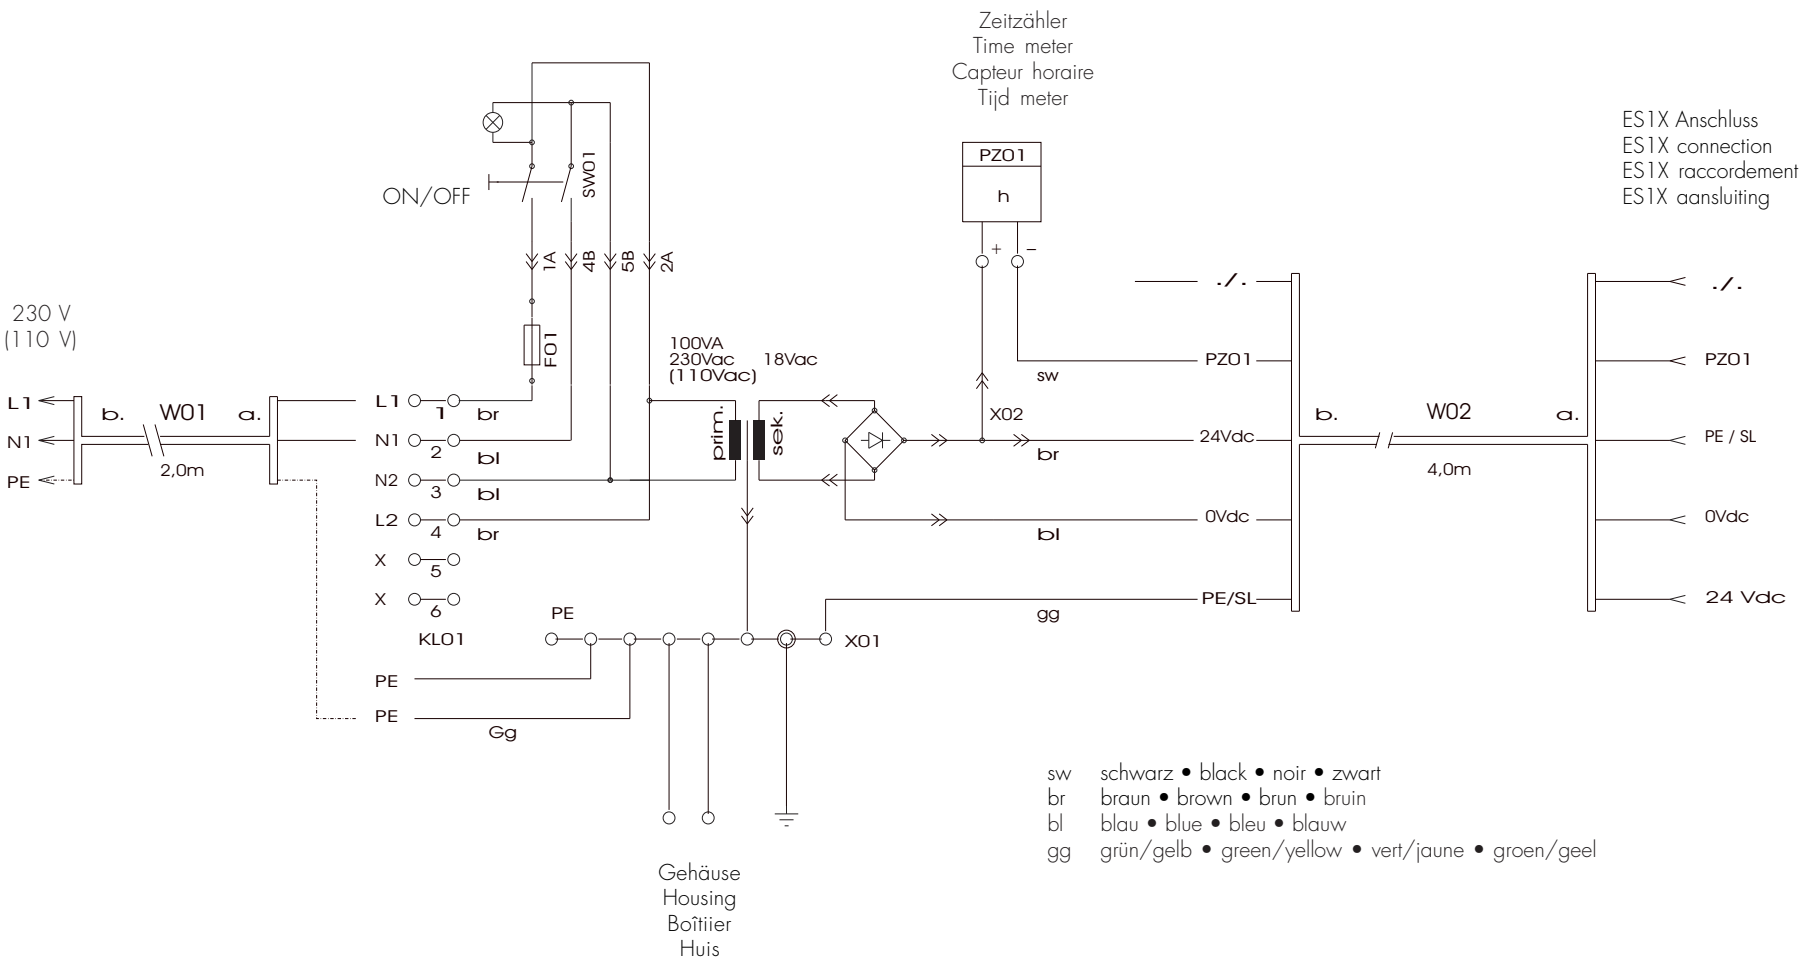 Zeitzähler
Time meter
Capteur horaire
Tijd meter
ES1X Anschluss
ES1X connection
ES1X raccordement
ES1X aansluiting
PZ01
h
+
–
ON/OFF
SW01
1A
4B
5B
2A
230 V
(110 V)
F01
100VA
230Vac
(110Vac)
18Vac
prim.
sek.
L1
N1
PE
b.
W01
a.
2,0m
L1
1
br
N1
2
bl
N2
3
bl
L2
4
br
X
5
X
6
KL01
PE
X01
PE
PE
Gg
X02
./.
PZ01
sw
24Vdc
br
0Vdc
bl
PE/SL
gg
b.
W02
a.
4,0m
./.
PZ01
PE / SL
0Vdc
24 Vdc
sw schwarz • black • noir • zwart
br braun • brown • brun • bruin
bl blau • blue • bleu • blauw
gg grün/gelb • green/yellow • vert/jaune • groen/geel
Gehäuse
Housing
Boîtiier
Huis